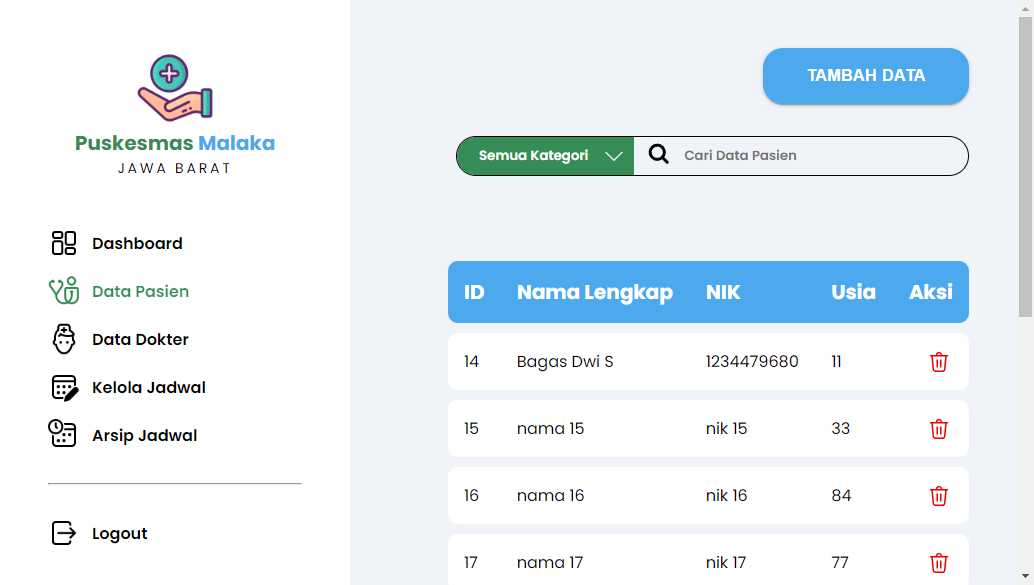 Puskesmas Malaka
JAWA BARAT
Dashboard
Data Pasien
Data Dokter
Kelola Jadwal
Arsip Jadwal
Logout
TAMBAH DATA
Semua Kategori
Cari Data Pasien
ID Nama Lengkap NIK Usia Aksi
14 Bagas Dwi S 1234479680 11
15 nama 15 nik 15 33
16 nama 16 nik 16 84
17 nama 17 nik 17 77